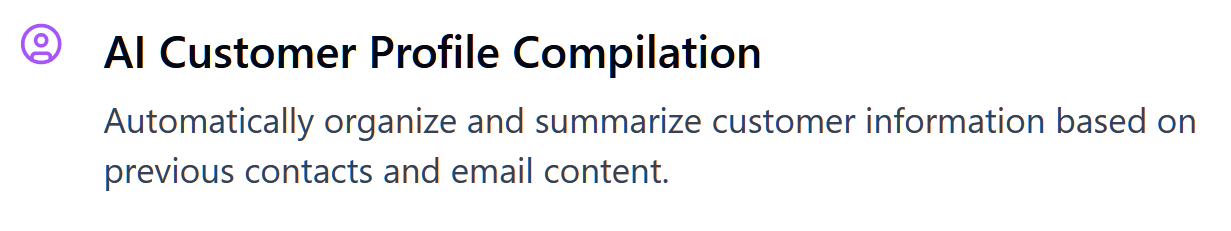 AI Customer Profile Compilation
Automatically organize and summarize customer information based on
previous contacts and email content.